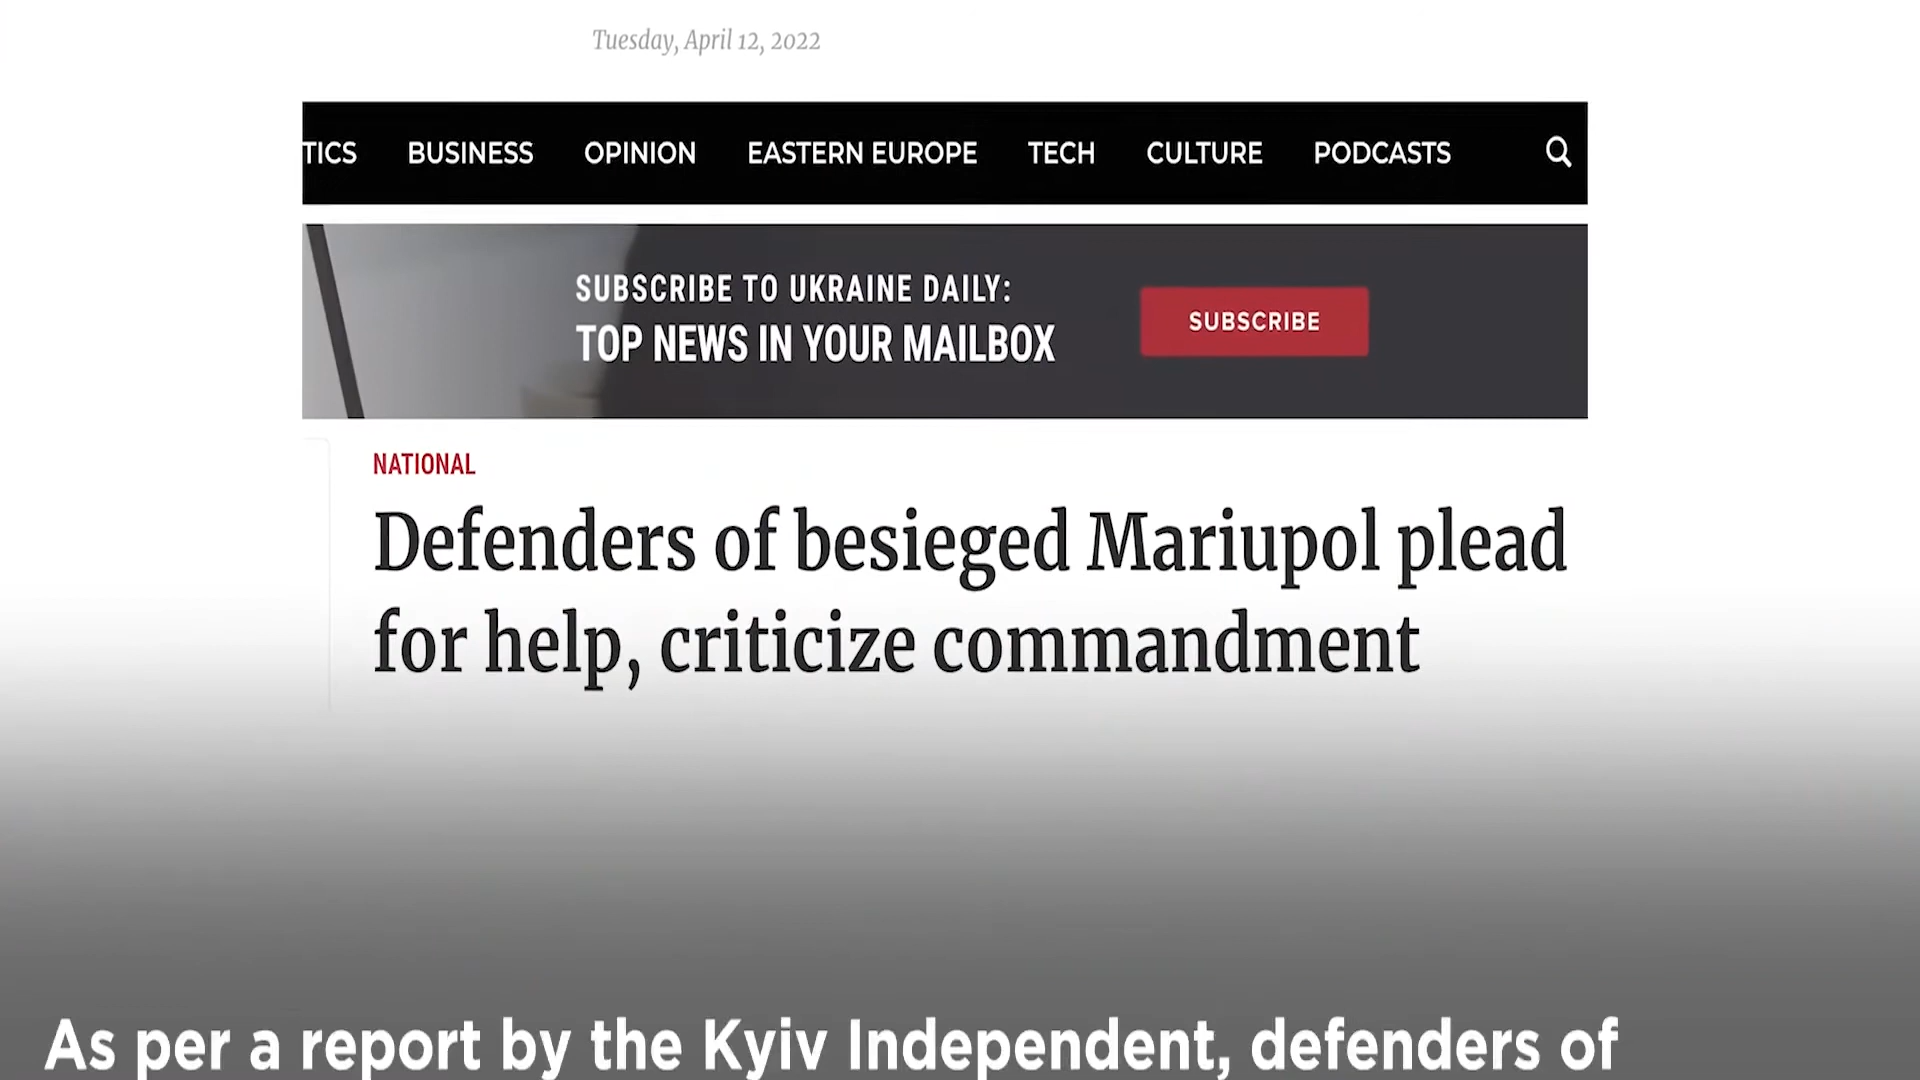 Tuesday, April 12, 2022
TICS BUSINESS OPINION EASTERN EUROPE TECH CULTURE PODCASTS
SUBSCRIBE TO UKRAINE DAILY:
TOP NEWS IN YOUR MAILBOX
SUBSCRIBE
NATIONAL
Defenders of besieged Mariupol plead
for help, criticize commandment
As per a report by the Kyiv Independent, defenders of